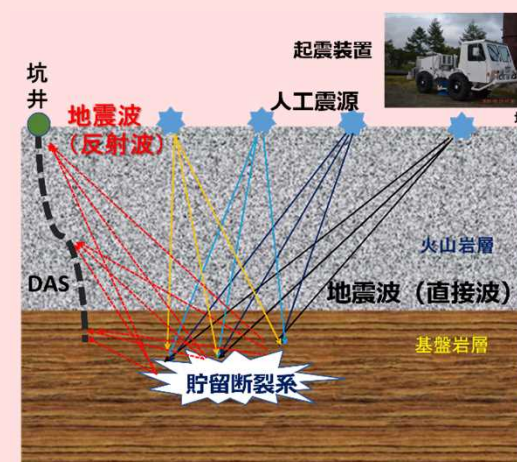 起震装置
坑
井
人工震源
地震波
(反射波)
火山岩層
DAS
地震波（直接波）
基盤岩層
貯留断裂系